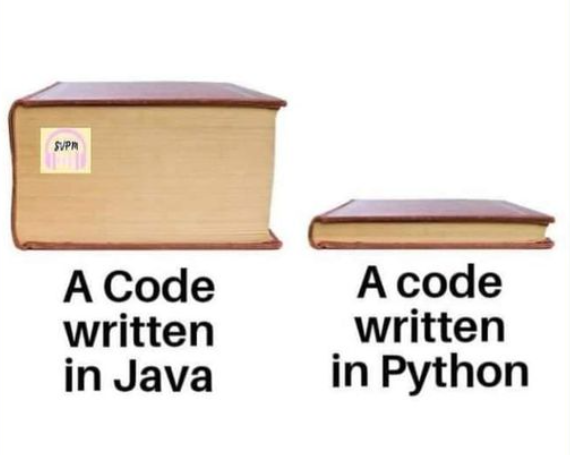 SVPM
A Code
written
in Java
A code
written
in Python